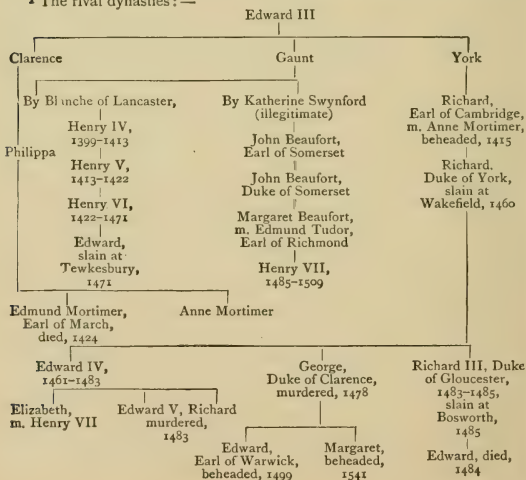 The rival dynasties: —
Edward III
Clarence Gaunt York
By Blanche of Lancaster,
Henry IV,
1399-1413
Henry V,
1413-1422
Henry VI,
1422-1471
Edward,
slain at
Tewkesbury,
1471
Philippa
By Katherine Swynford
(illegitimate)
John Beaufort,
Earl of Somerset
John Beaufort,
Duke of Somerset
Margaret Beaufort,
m. Edmund Tudor,
Earl of Richmond
Henry VII,
1485-1509
Richard,
Earl of Cambridge,
m. Anne Mortimer,
beheaded, 1415
Richard.
Duke of York,
slain at
Wakefield, 1460
Edmund Mortimer,
Earl of March,
died, 1424
Anne Mortimer
Edward IV,
1461-1483
George,
Duke of Clarence,
murdered, 1478
Richard III, Duke
of Gloucester,
1483-1485,
slain at
Bosworth,
1485
Elizabeth,
m. Henry VII
Edward V, Richard
murdered,
1483
Edward,
Earl of Warwick,
beheaded, 1499
Margaret,
beheaded,
1541
Edward, died,
1484